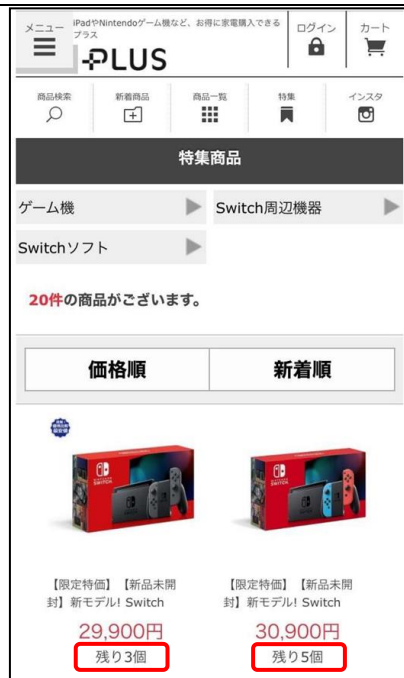 メニュー
iPadやNintendoゲーム機など、お得に家電購入できる
プラス
PLUS
ログイン
カート
商品検索
新着商品
商品一覧
特集
インスタ
特集商品
ゲーム機
Switch周辺機器
Switchソフト
20件の商品がございます。
価格順
新着順
【限定特価】【新品未開
封】新モデル! Switch
29,900円
残り3個
【限定特価】【新品未開
封】新モデル! Switch
30,900円
残り5個